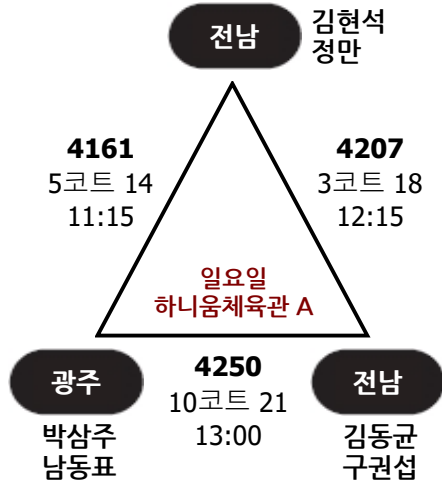 전남
김현석
정만
4161
5코트 14
11:15
4207
3코트 18
12:15
일요일
하니움체육관 A
광주
박삼주
남동표
4250
10코트 21
13:00
전남
김동균
구권섭